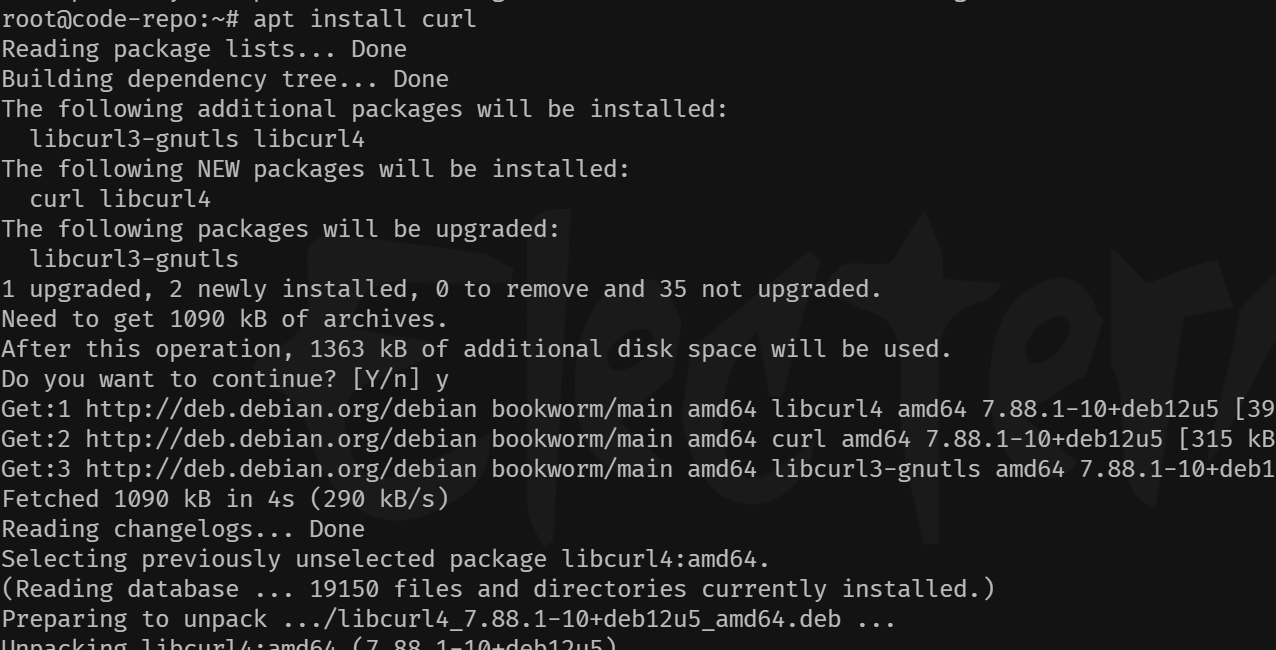 root@code-repo:~# apt install curl
Reading package lists... Done
Building dependency tree... Done
The following additional packages will be installed:
  libcurl3-gnutls libcurl4
The following NEW packages will be installed:
  curl libcurl4
The following packages will be upgraded:
  libcurl3-gnutls
1 upgraded, 2 newly installed, 0 to remove and 35 not upgraded.
Need to get 1090 kB of archives.
After this operation, 1363 kB of additional disk space will be used.
Do you want to continue? [Y/n] y
Get:1 http://deb.debian.org/debian bookworm/main amd64 libcurl4 amd64 7.88.1-10+deb12u5 [39
Get:2 http://deb.debian.org/debian bookworm/main amd64 curl amd64 7.88.1-10+deb12u5 [315 kB
Get:3 http://deb.debian.org/debian bookworm/main amd64 libcurl3-gnutls amd64 7.88.1-10+deb1
Fetched 1090 kB in 4s (290 kB/s)
Reading changelogs... Done
Selecting previously unselected package libcurl4:amd64.
(Reading database ... 19150 files and directories currently installed.)
Preparing to unpack .../libcurl4_7.88.1-10+deb12u5_amd64.deb ...
Unpacking libcurl4:amd64 (7.88.1-10+deb12u5)